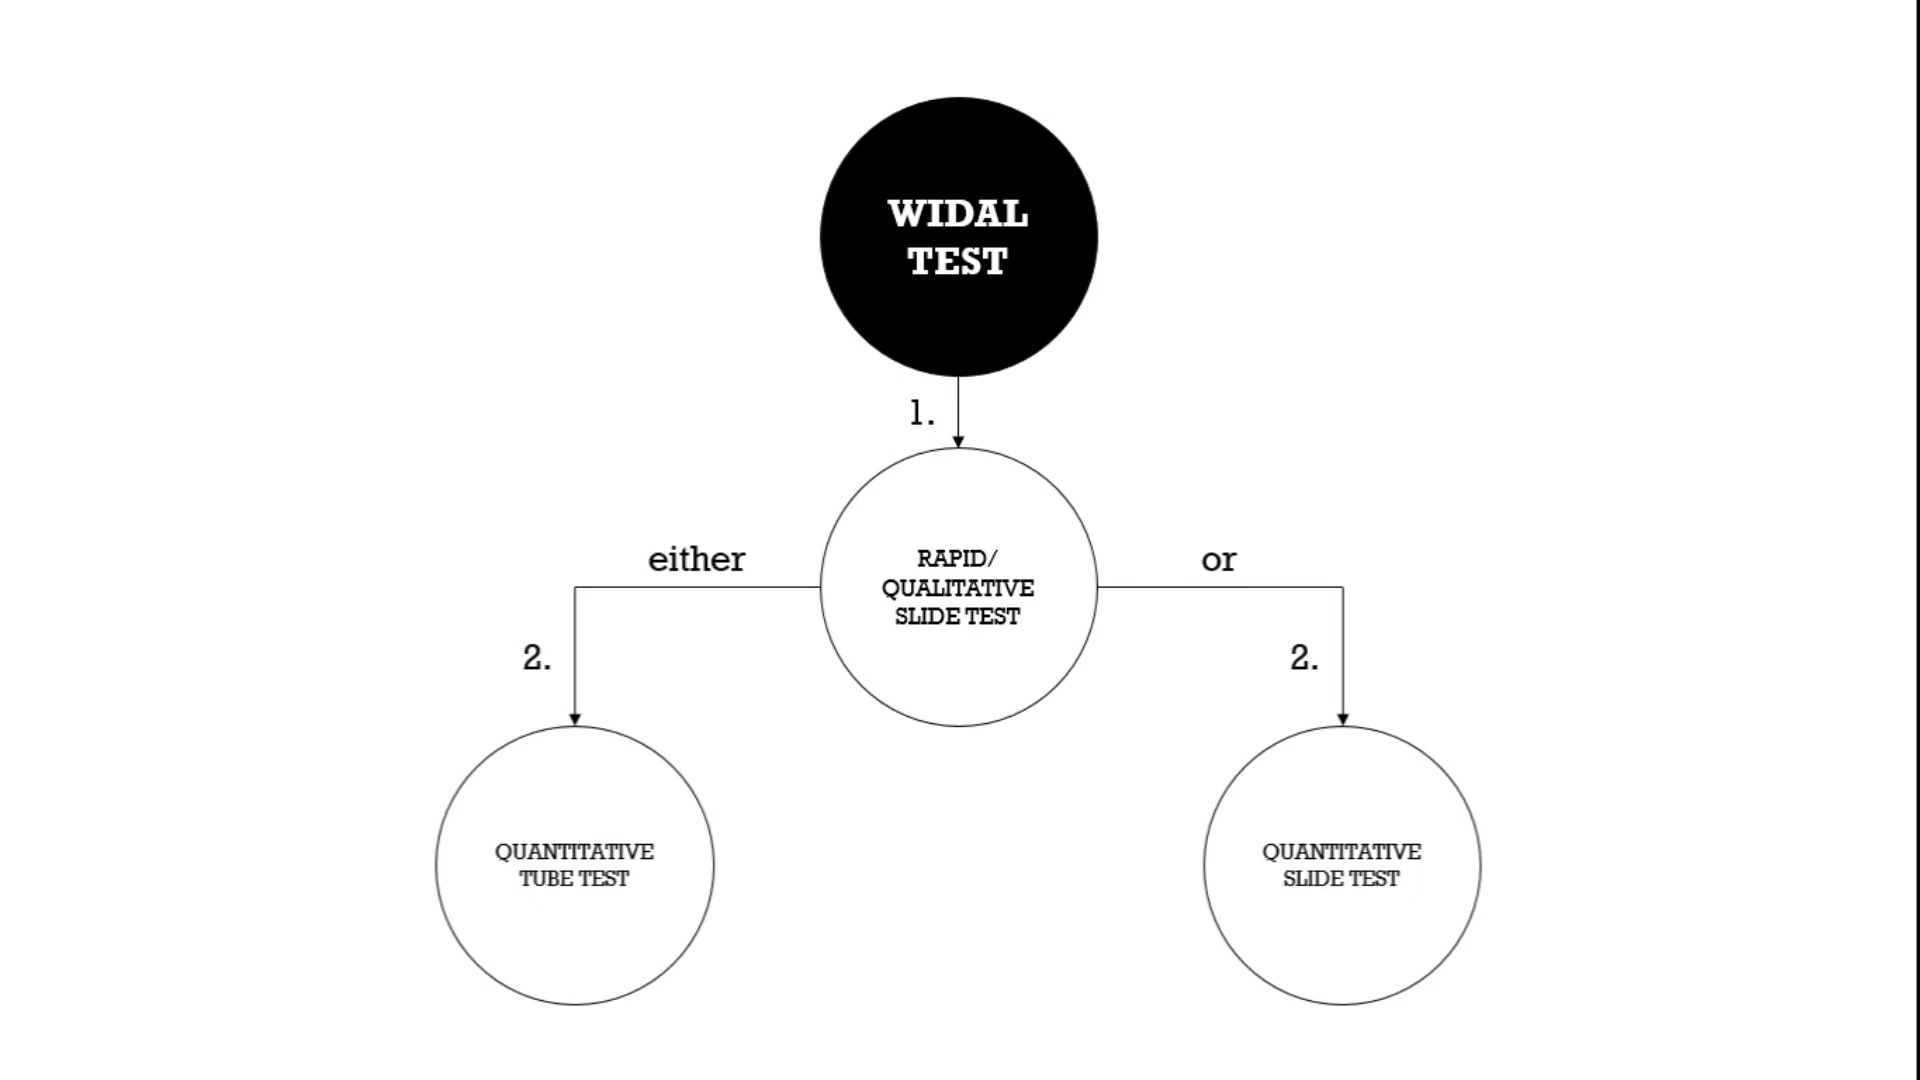 WIDAL
TEST
1.
either
or
RAPID/
QUALITATIVE
SLIDE TEST
2.
2.
QUANTITATIVE
TUBE TEST
QUANTITATIVE
SLIDE TEST